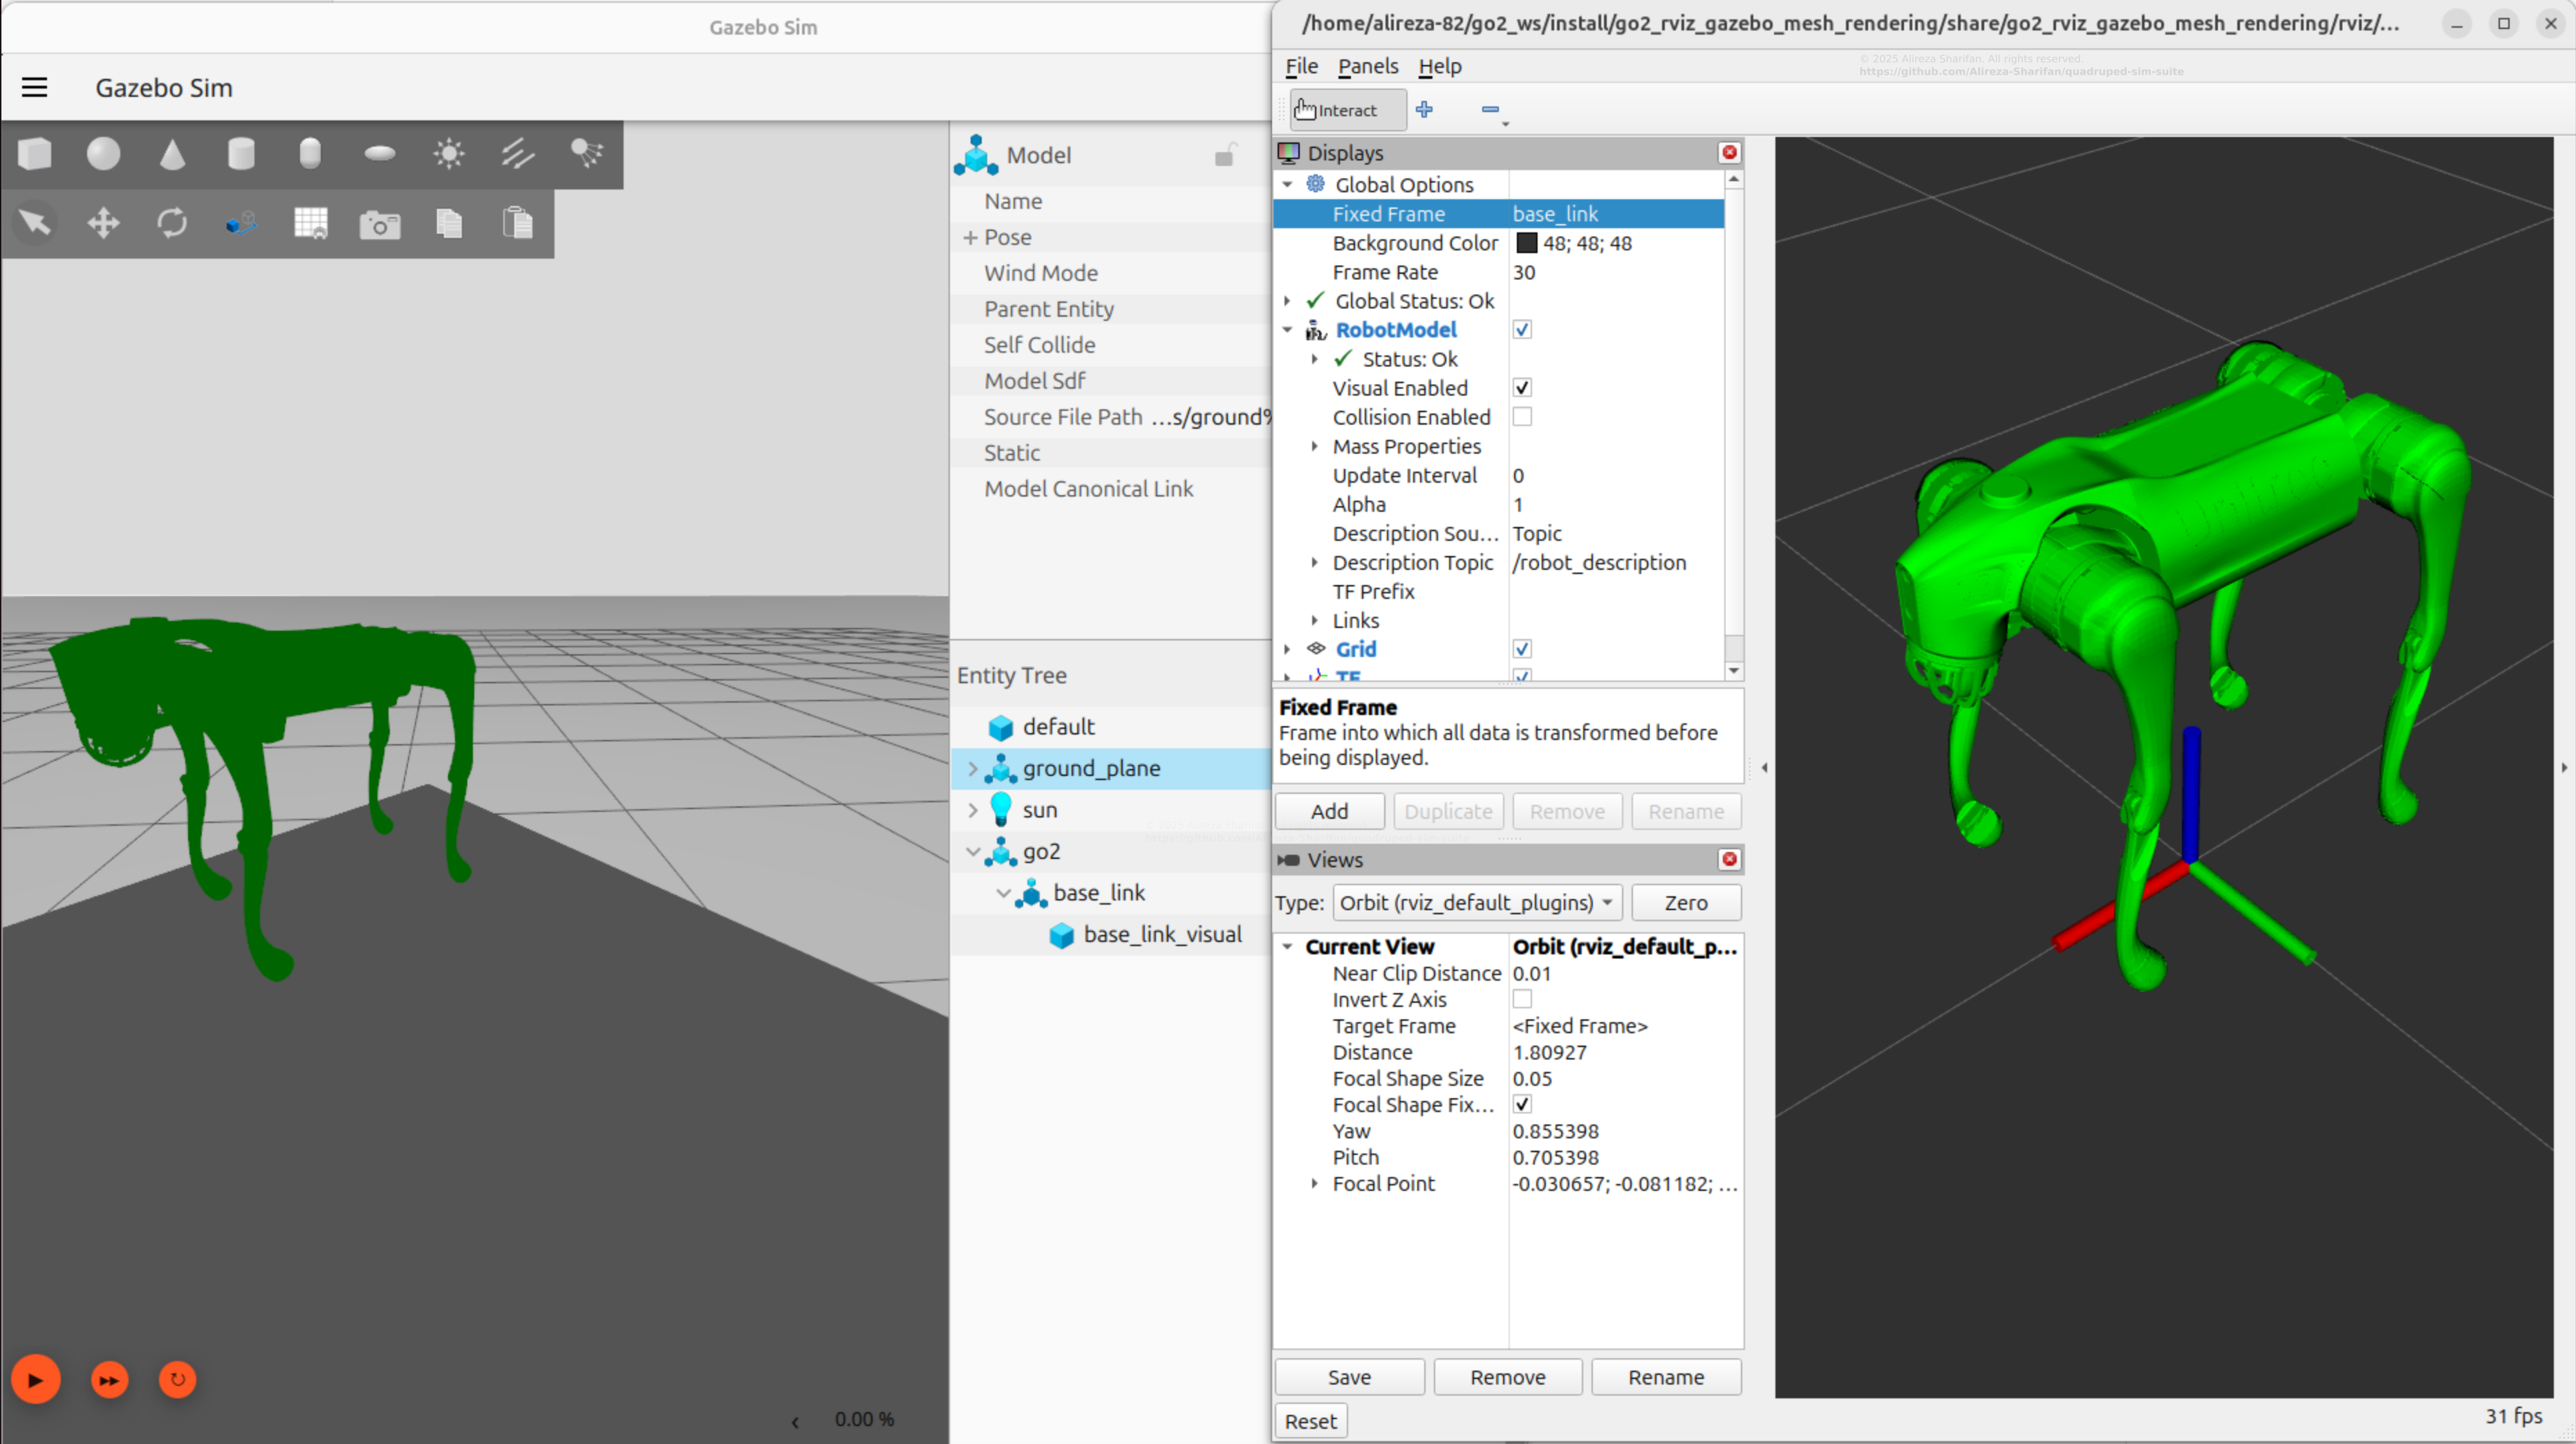 Gazebo Sim
Gazebo Sim
Model
Name
Pose
Wind Mode
Parent Entity
Self Collide
Model Sdf
Source File Path ...s/ground%
Static
Model Canonical Link
Entity Tree
default
ground_plane
sun
go2
base_link
base_link_visual
0.00 %
/home/alireza-82/go2_ws/install/go2_rviz_gazebo_mesh_rendering/share/go2_rviz_gazebo_mesh_rendering/rviz/...
File Panels Help
© 2025 Alireza Sharifan. All rights reserved.
https://github.com/Alireza-Sharifan/quadruped-sim-suite
Interact
Displays
Global Options
Fixed Frame base_link
Background Color 48; 48; 48
Frame Rate 30
Global Status: Ok
RobotModel
Status: Ok
Visual Enabled
Collision Enabled
Mass Properties
Update Interval 0
Alpha 1
Description Sou... Topic
Description Topic /robot_description
TF Prefix
Links
Grid
TF
Fixed Frame
Frame into which all data is transformed before
being displayed.
Add Duplicate Remove Rename
Views
Type: Orbit (rviz_default_plugins) Zero
Current View Orbit (rviz_default_p...
Near Clip Distance 0.01
Invert Z Axis
Target Frame <Fixed Frame>
Distance 1.80927
Focal Shape Size 0.05
Focal Shape Fix...
Yaw 0.855398
Pitch 0.705398
Focal Point -0.030657; -0.081182; ...
Save Remove Rename
Reset
31 fps